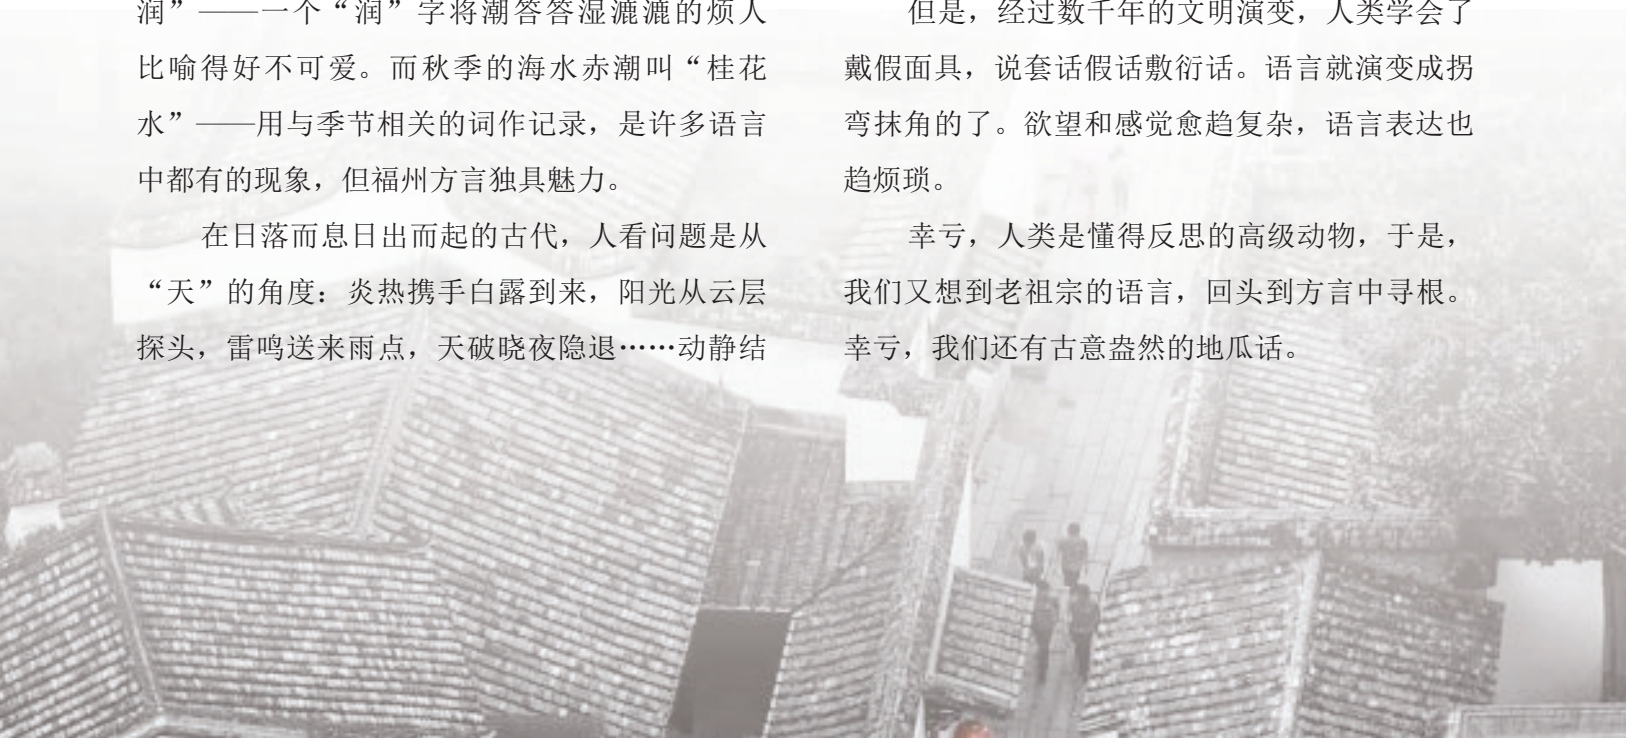 润”——一个“润”字将潮答答湿漉漉的烦人
比喻得好不可爱。而秋季的海水赤潮叫“桂花
水”——用与季节相关的词作记录，是许多语言
中都有的现象，但福州方言独具魅力。
在日落而息日出而起的古代，人看问题是从
“天”的角度：炎热携手白露到来，阳光从云层
探头，雷鸣送来雨点，天破晓夜隐退……动静结
但是，经过数千年的文明演变，人类学会了
戴假面具，说套话假话敷衍话。语言就演变成拐
弯抹角的了。欲望和感觉愈趋复杂，语言表达也
趋烦琐。
幸亏，人类是懂得反思的高级动物，于是，
我们又想到老祖宗的语言，回头到方言中寻根。
幸亏，我们还有古意盎然的地瓜话。